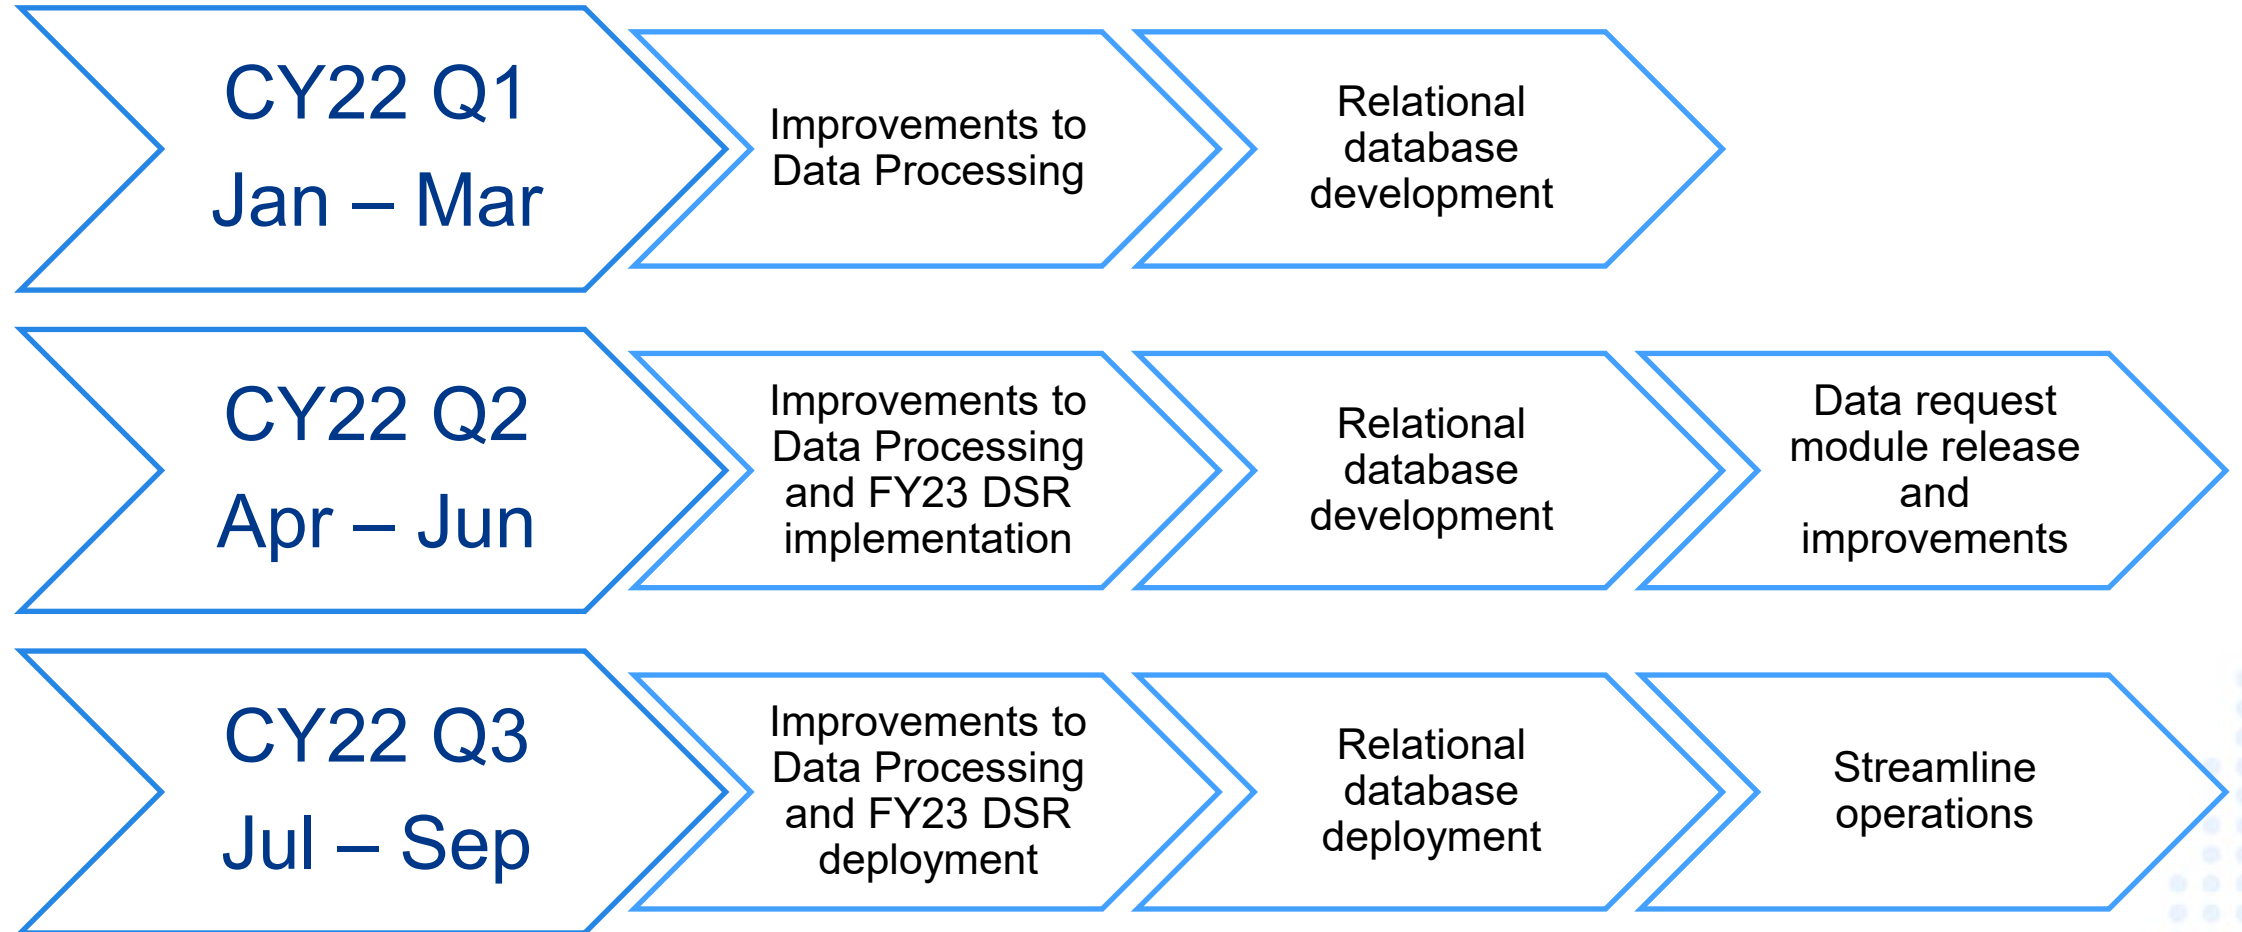 CY22 Q1
Jan – Mar
Improvements to
Data Processing
Relational
database
development
CY22 Q2
Apr – Jun
Improvements to
Data Processing
and FY23 DSR
implementation
Relational
database
development
Data request
module release
and
improvements
CY22 Q3
Jul – Sep
Improvements to
Data Processing
and FY23 DSR
deployment
Relational
database
deployment
Streamline
operations